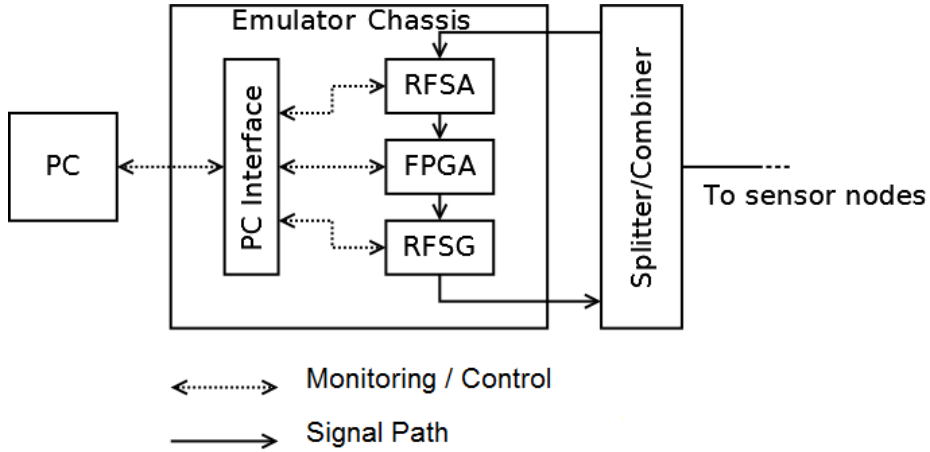 Emulator Chassis
RFSA
PC
PC Interface
FPGA
RFSG
Splitter/Combiner
To sensor nodes
Monitoring / Control
Signal Path